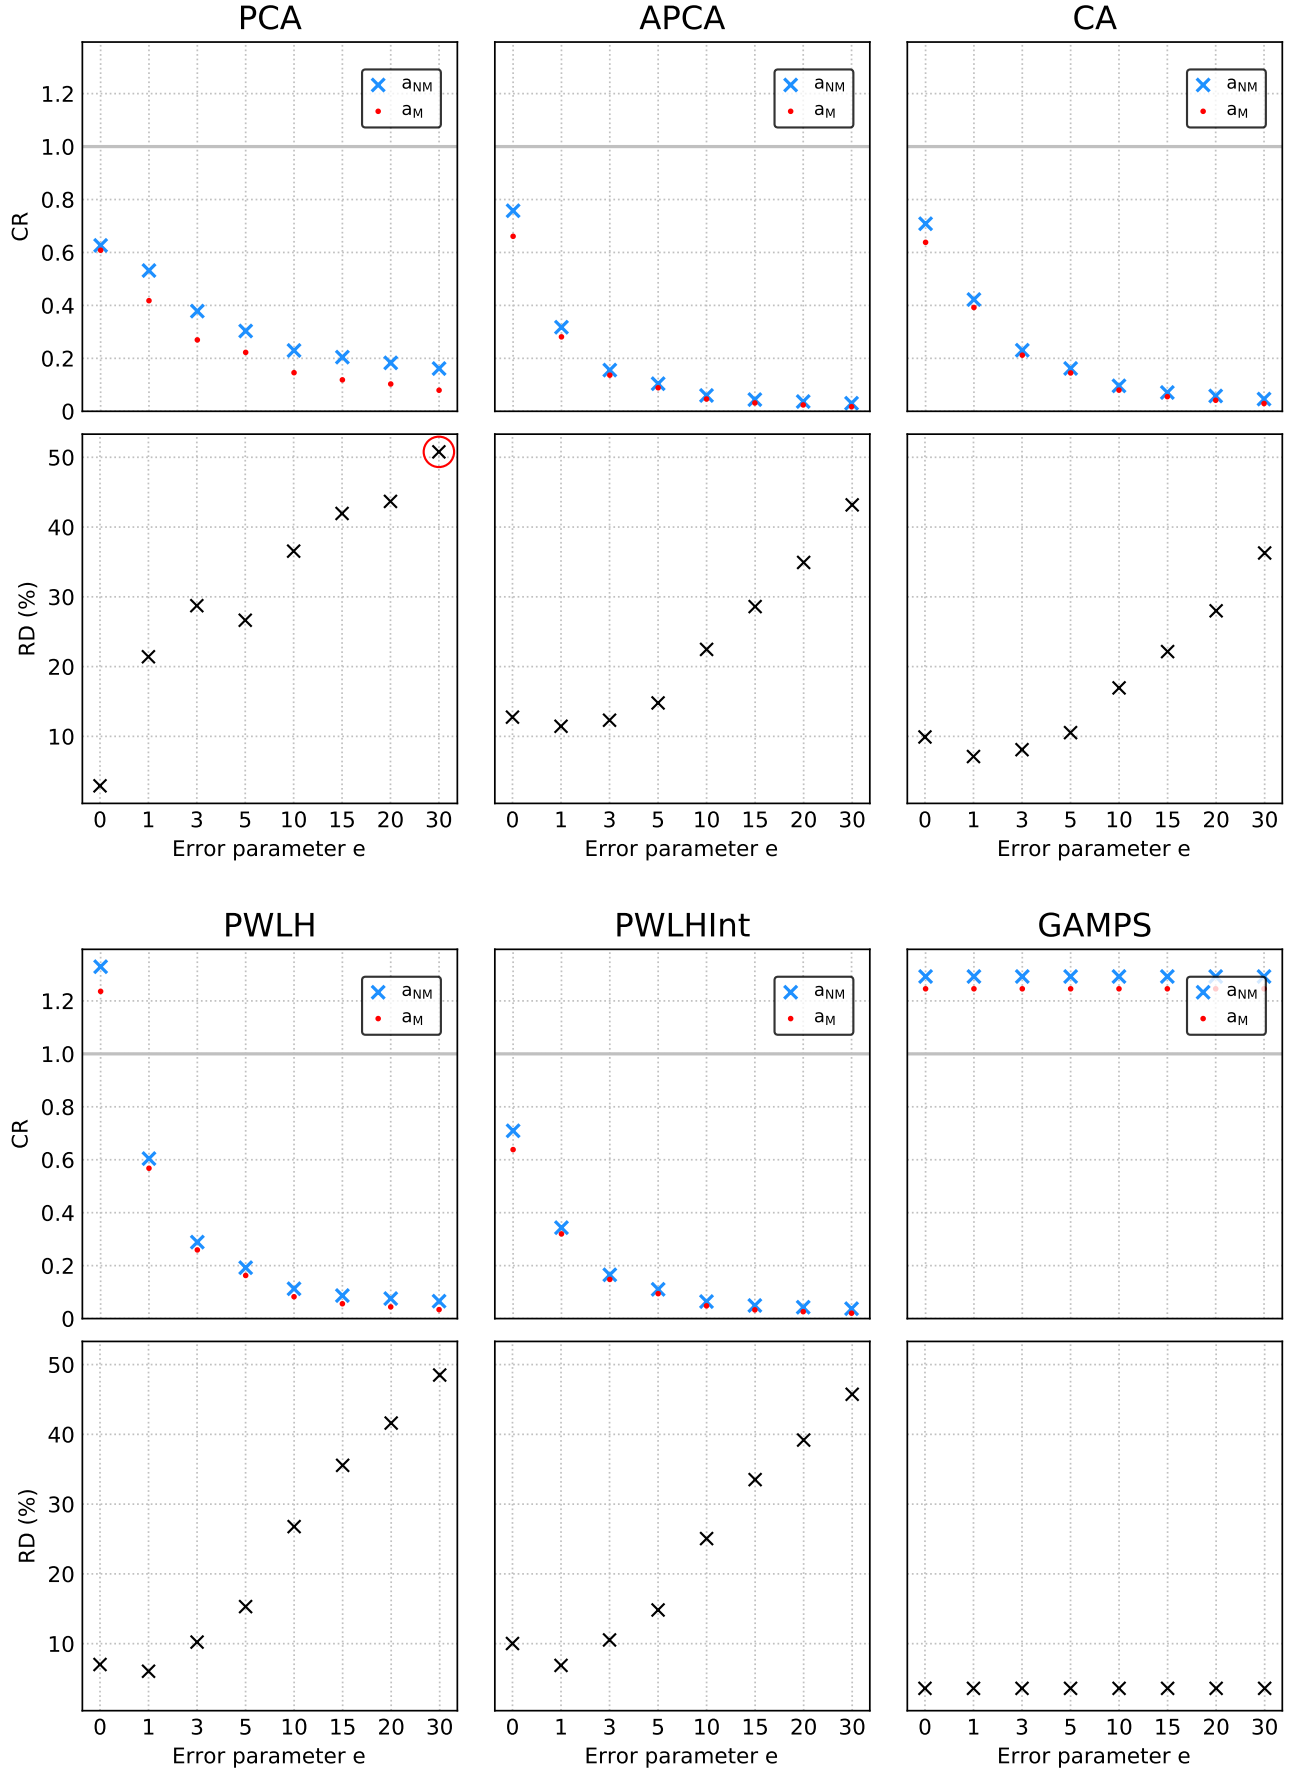 PCA APCA CA
CR
1.2
1.0
0.8
0.6
0.4
0.2
0
aNM
aM
aNM
aM
aNM
aM
RD (%)
50
40
30
20
10
0 1 3 5 10 15 20 30
0 1 3 5 10 15 20 30
0 1 3 5 10 15 20 30
Error parameter e Error parameter e Error parameter e
PWLH PWLHInt GAMPS
CR
1.2
1.0
0.8
0.6
0.4
0.2
0
aNM
aM
aNM
aM
aNM
aM
RD (%)
50
40
30
20
10
0 1 3 5 10 15 20 30
0 1 3 5 10 15 20 30
0 1 3 5 10 15 20 30
Error parameter e Error parameter e Error parameter e